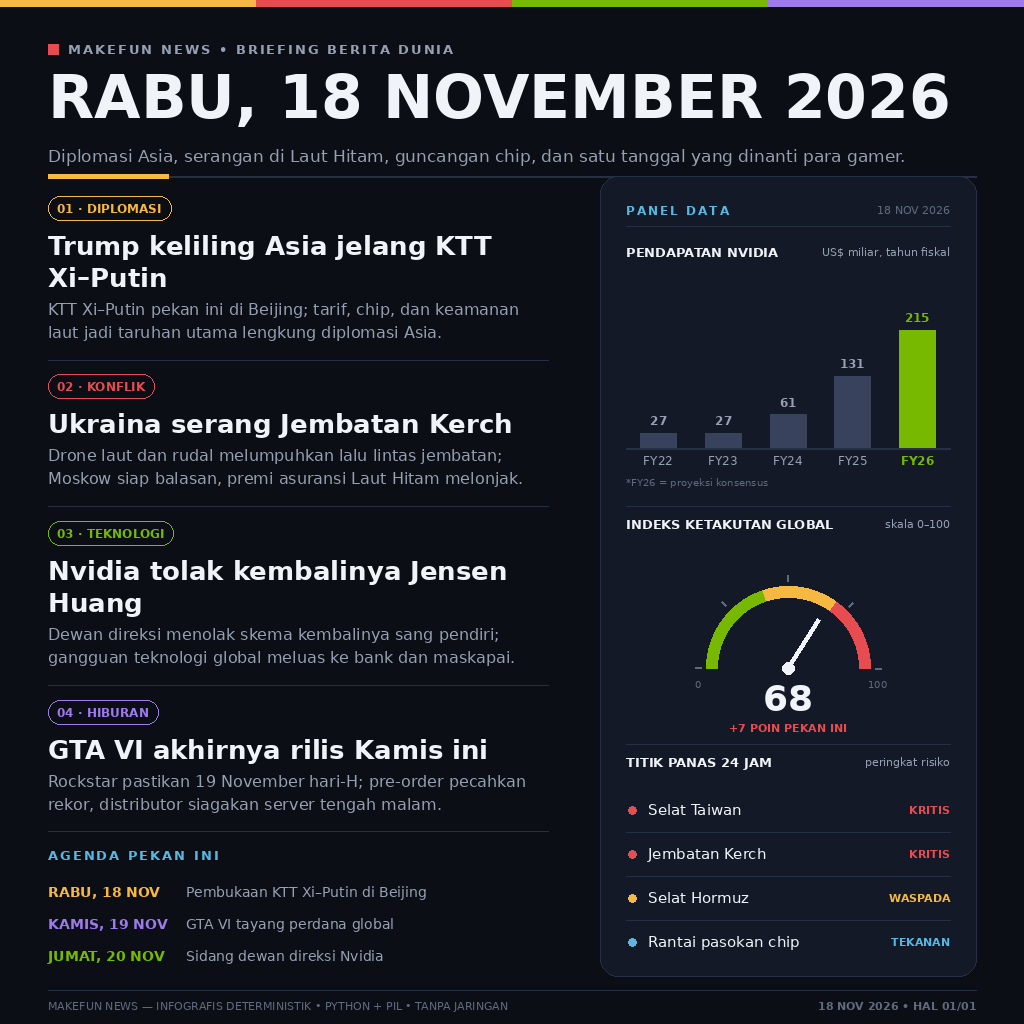 MAKEFUN NEWS • BRIEFING BERITA DUNIA
RABU, 18 NOVEMBER 2026
Diplomasi Asia, serangan di Laut Hitam, guncangan chip, dan satu tanggal yang dinanti para gamer.
01 · DIPLOMASI
Trump keliling Asia jelang KTT
Xi–Putin
KTT Xi–Putin pekan ini di Beijing; tarif, chip, dan keamanan
laut jadi taruhan utama lengkung diplomasi Asia.
02 · KONFLIK
Ukraina serang Jembatan Kerch
Drone laut dan rudal melumpuhkan lalu lintas jembatan;
Moskow siap balasan, premi asuransi Laut Hitam melonjak.
03 · TEKNOLOGI
Nvidia tolak kembalinya Jensen
Huang
Dewan direksi menolak skema kembalinya sang pendiri;
gangguan teknologi global meluas ke bank dan maskapai.
04 · HIBURAN
GTA VI akhirnya rilis Kamis ini
Rockstar pastikan 19 November hari-H; pre-order pecahkan
rekor, distributor siagakan server tengah malam.
AGENDA PEKAN INI
RABU, 18 NOV Pembukaan KTT Xi–Putin di Beijing
KAMIS, 19 NOV GTA VI tayang perdana global
JUMAT, 20 NOV Sidang dewan direksi Nvidia
PANEL DATA 18 NOV 2026
PENDAPATAN NVIDIA US$ miliar, tahun fiskal
27 27 61 131 215
FY22 FY23 FY24 FY25 FY26
*FY26 = proyeksi konsensus
INDEKS KETAKUTAN GLOBAL skala 0–100
0 100
68
+7 POIN PEKAN INI
TITIK PANAS 24 JAM peringkat risiko
Selat Taiwan KRITIS
Jembatan Kerch KRITIS
Selat Hormuz WASPADA
Rantai pasokan chip TEKANAN
MAKEFUN NEWS — INFOGRAFIS DETERMINISTIK • PYTHON + PIL • TANPA JARINGAN
18 NOV 2026 • HAL 01/01